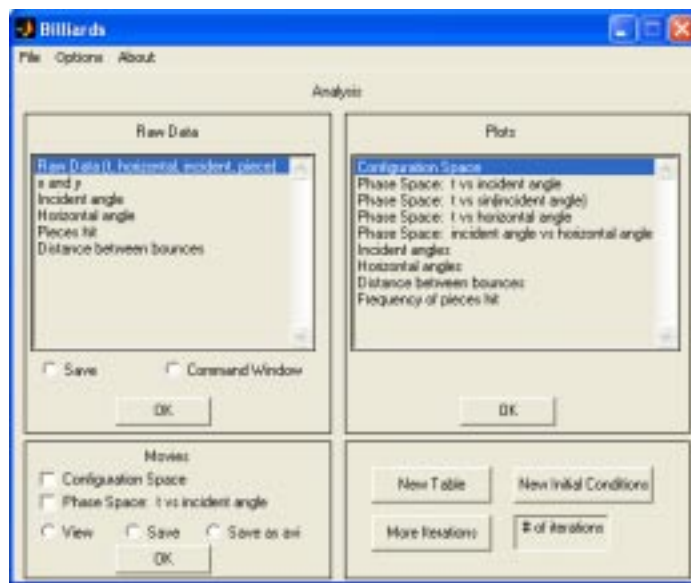 Billiards
File Options About
Analysis
Raw Data
Raw Data (t, horizontal, incident, piece)
x and y
Incident angle
Horizontal angle
Pieces hit
Distance between bounces
Save Command Window
OK
Plots
Configuration Space
Phase Space: t vs incident angle
Phase Space: t vs sin(incident angle)
Phase Space: t vs horizontal angle
Phase Space: incident angle vs horizontal angle
Incident angles
Horizontal angles
Distance between bounces
Frequency of pieces hit
OK
Movies
Configuration Space
Phase Space: t vs incident angle
View Save Save as avi
OK
New Table New Initial Conditions
More Iterations # of iterations